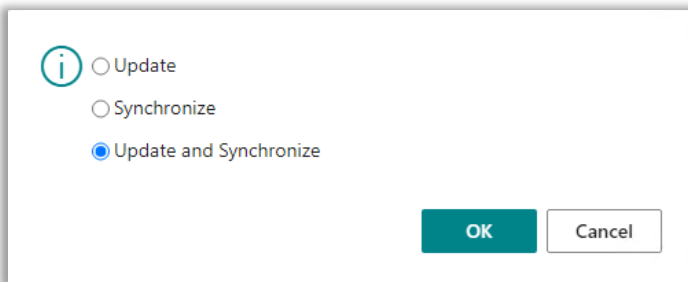 Update
Synchronize
Update and Synchronize
OK
Cancel